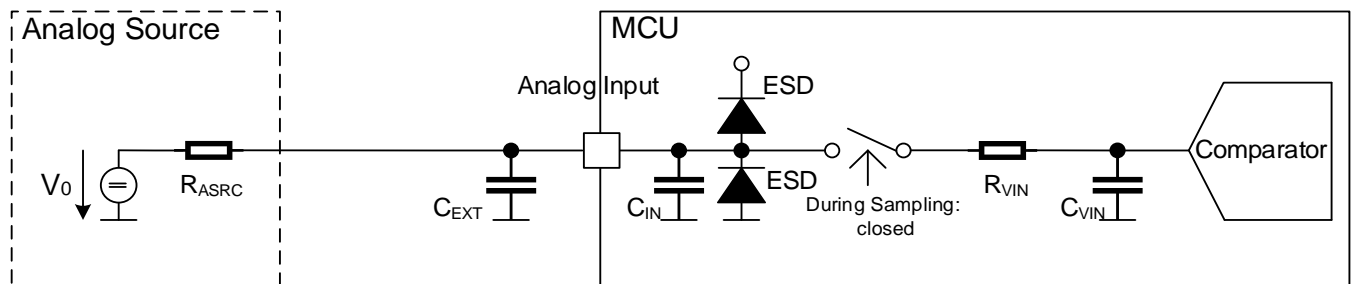 Analog Source
MCU
Analog Input
ESD
V0
=
RASRC
CEXT
CIN
ESD
During Sampling:
closed
RVIN
CVIN
Comparator